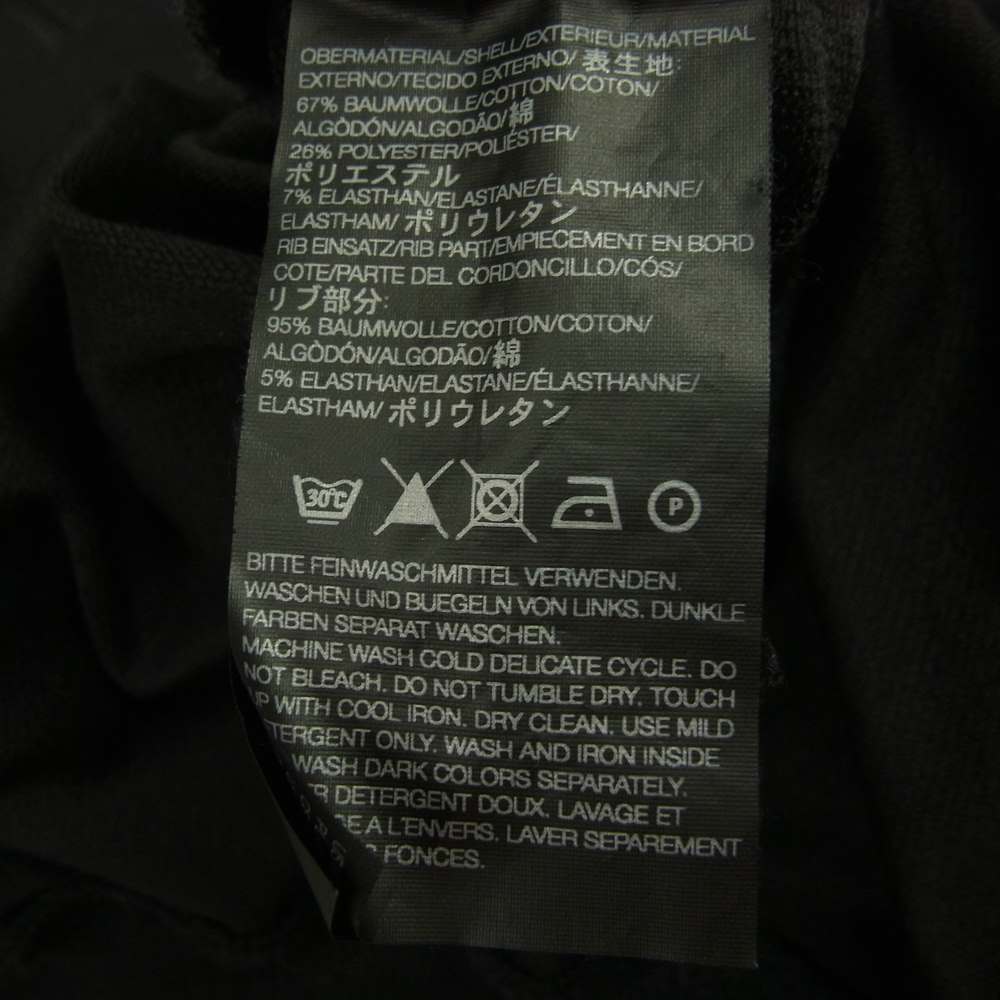 OBERMATERIAL/SHELL/EXTERIEUR/MATERIAL
EXTERNO/TECIDO EXTERNO/表生地:
67% BAUMWOLLE/COTTON/COTON/
ALGÒDÓN/ALGODÃO/綿
26% POLYESTER/POLIÉSTER/
ポリエステル
7% ELASTHAN/ELASTANE/ÉLASTHANNE/
ELASTHAM/ポリウレタン
RIB EINSATZ/RIB PART/EMPIECEMENT EN BORD
COTE/PARTE DEL CORDONCILLO/CÓS/
リブ部分:
95% BAUMWOLLE/COTTON/COTON/
ALGÒDÓN/ALGODÃO/綿
5% ELASTHAN/ELASTANE/ÉLASTHANNE/
ELASTHAM/ポリウレタン
30°C P
BITTE FEINWASCHMITTEL VERWENDEN.
WASCHEN UND BUEGELN VON LINKS. DUNKLE
FARBEN SEPARAT WASCHEN.
MACHINE WASH COLD DELICATE CYCLE. DO
NOT BLEACH. DO NOT TUMBLE DRY. TOUCH
UP WITH COOL IRON. DRY CLEAN. USE MILD
DETERGENT ONLY. WASH AND IRON INSIDE
WASH DARK COLORS SEPARATELY.
DETERGENT DOUX. LAVAGE ET
A L'ENVERS. LAVER SEPAREMENT
FONCES.